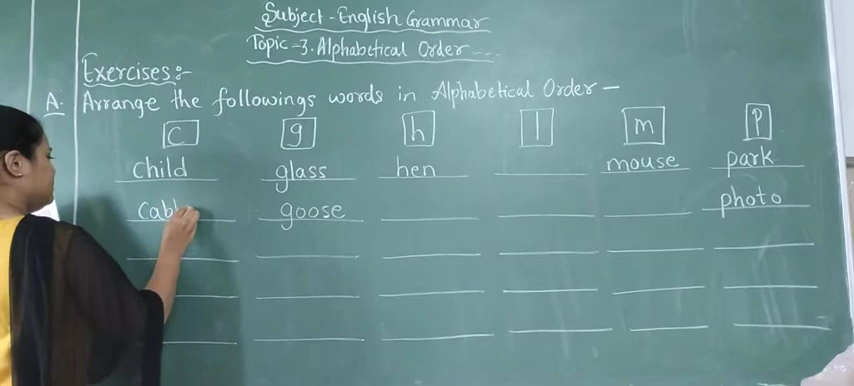 Subject - English Grammar
Topic - 3. Alphabetical Order ...
Exercises :-
A. Arrange the followings words in Alphabetical Order -
c g h l m p
child glass hen mouse park
cabl goose photo